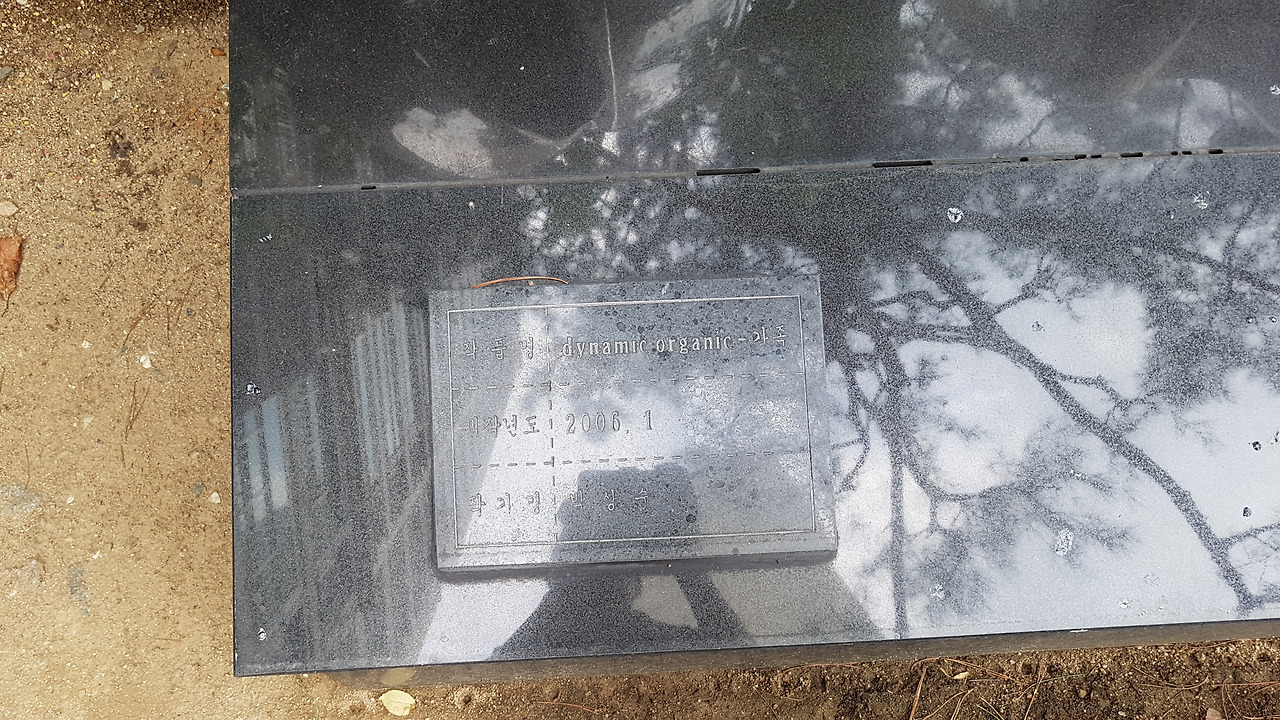 작 품 명 dynamic organic - 가족
제작년도 2006. 1
작 가 명